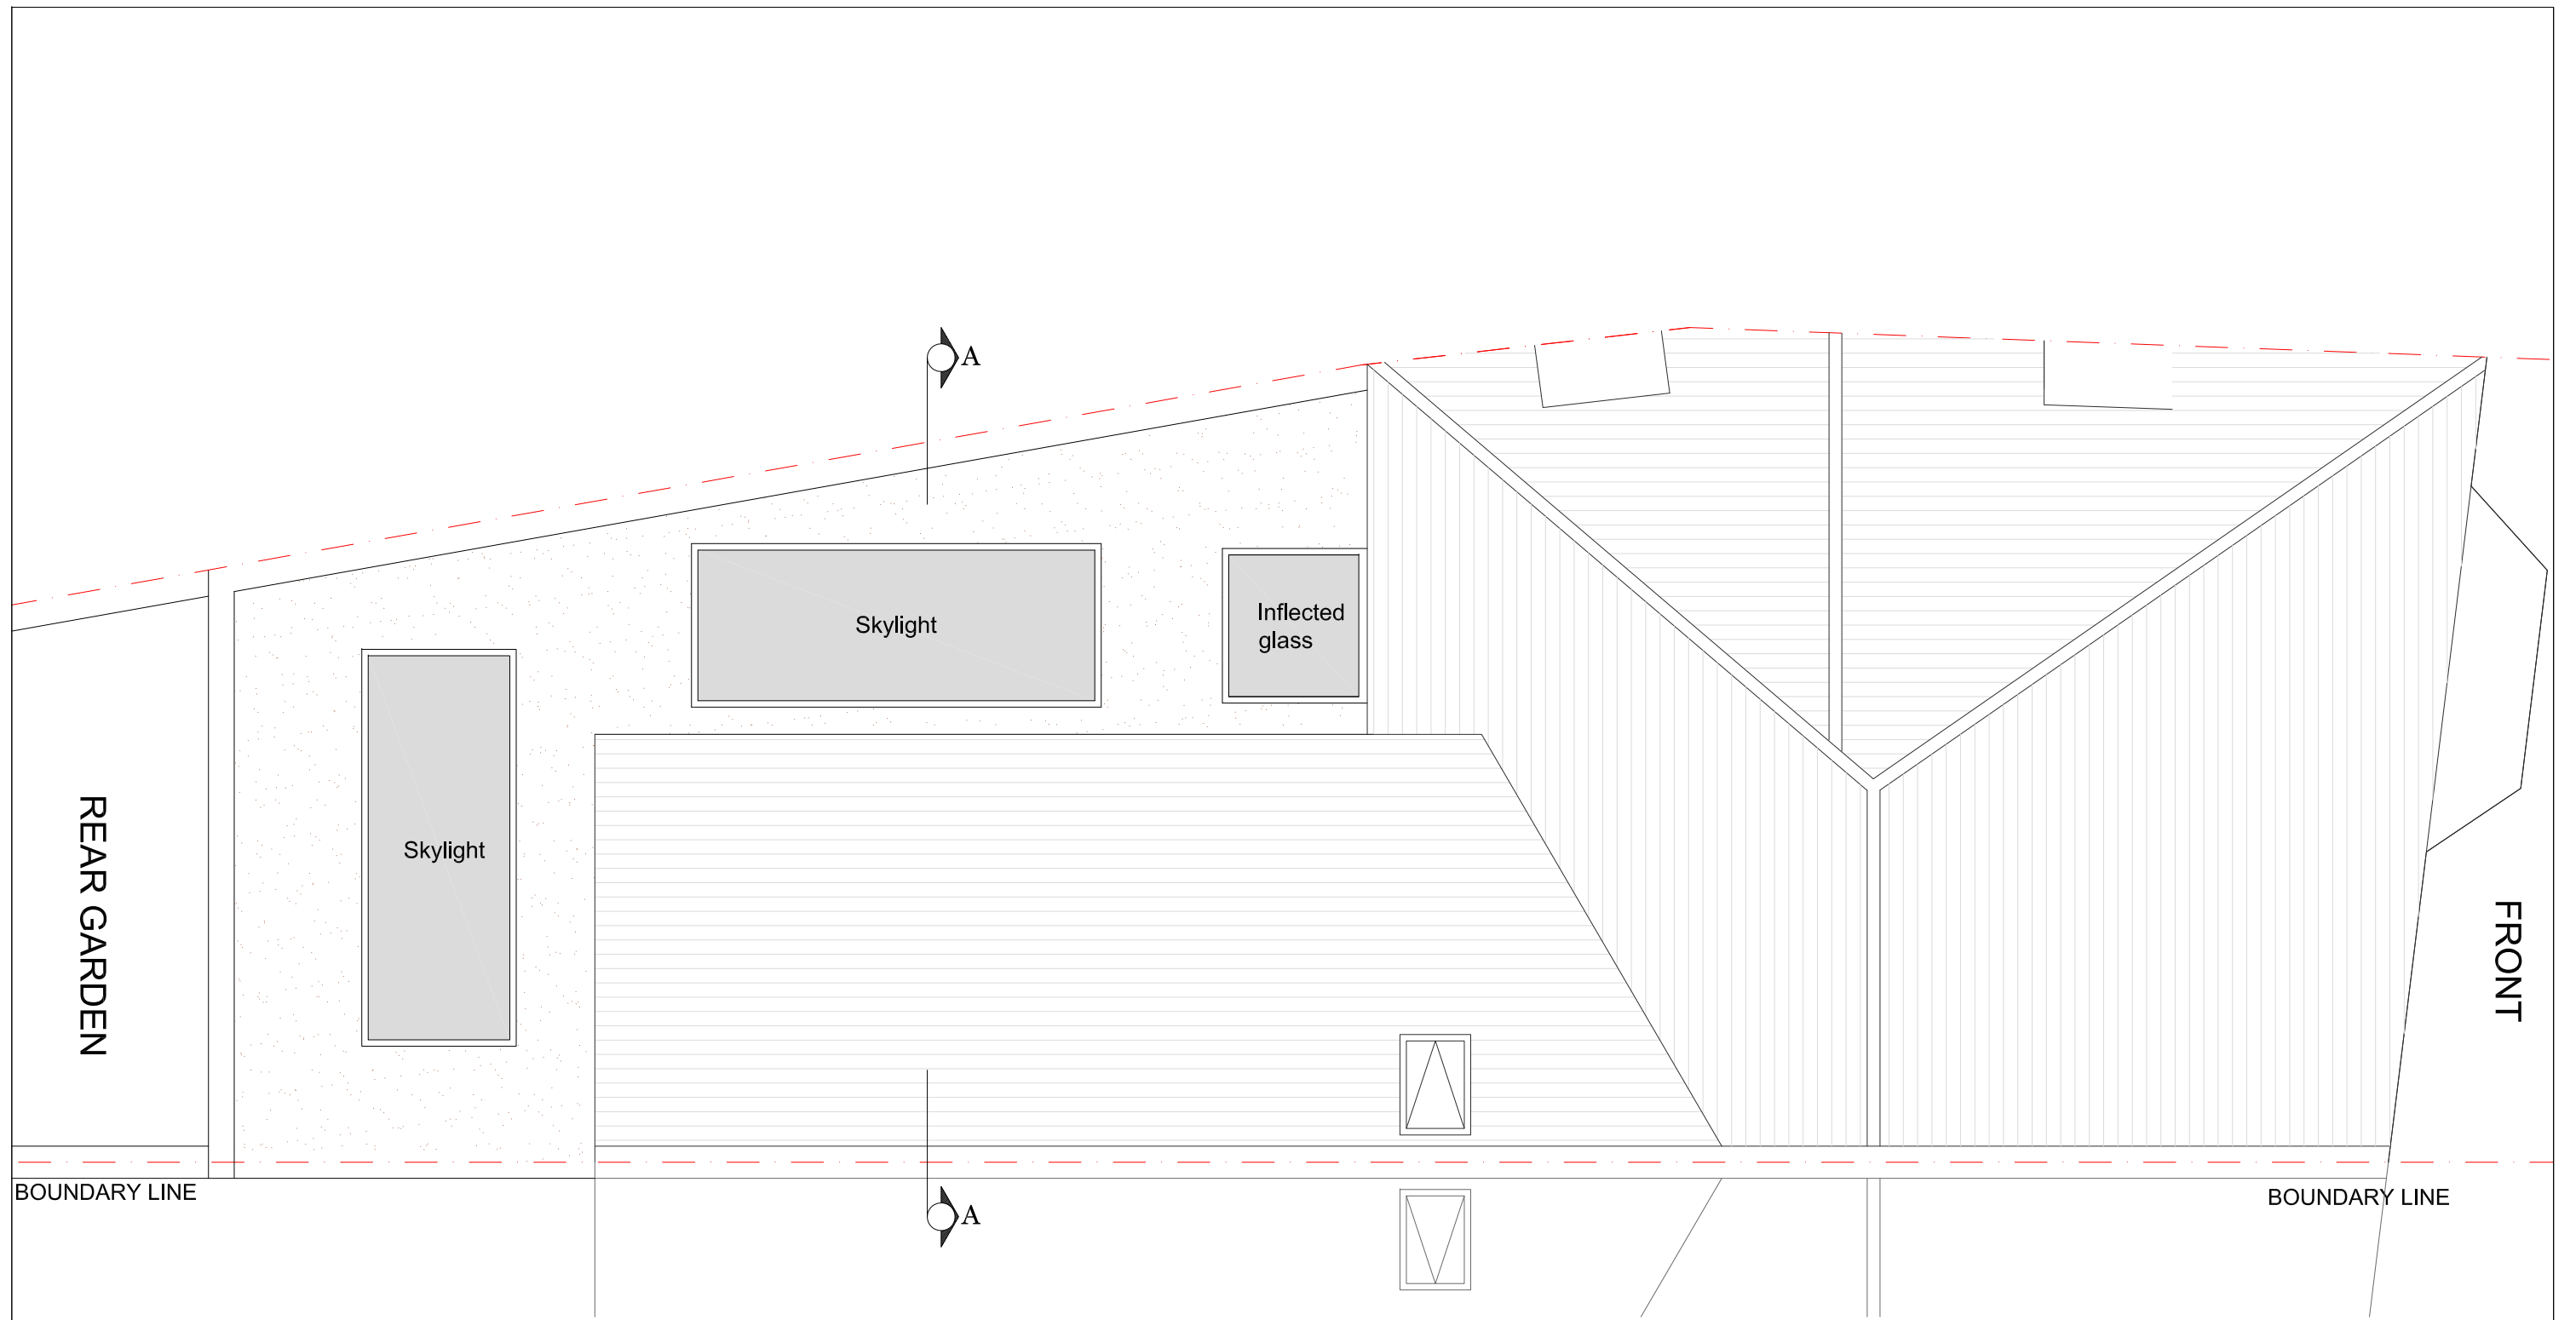 A
Skylight
Inflected
glass
Skylight
REAR GARDEN
FRONT
BOUNDARY LINE
BOUNDARY LINE
A